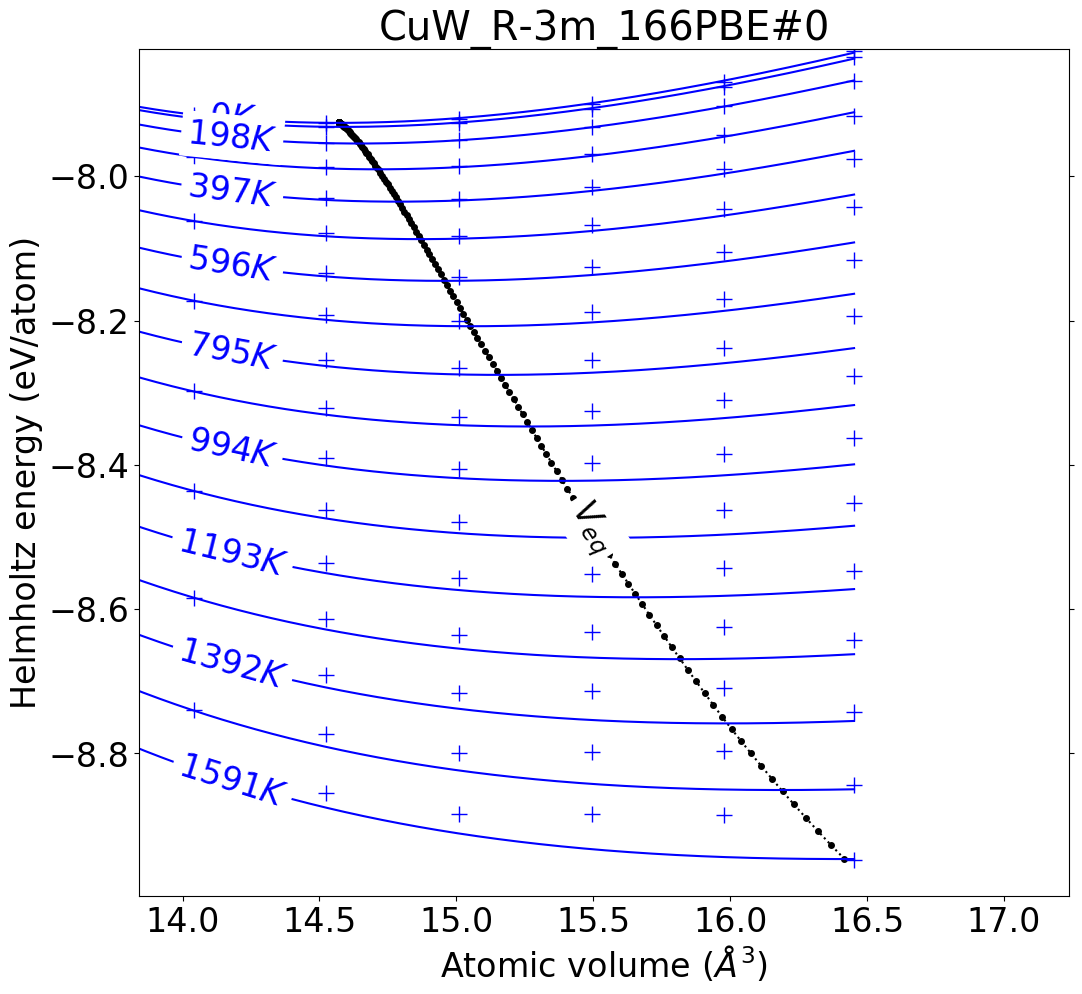 CuW_R-3m_166PBE#0
Helmholtz energy (eV/atom)
−8.0
−8.2
−8.4
−8.6
−8.8
0K
198K
397K
596K
795K
994K
1193K
1392K
1591K
Veq
14.0 14.5 15.0 15.5 16.0 16.5 17.0
Atomic volume (Å³)